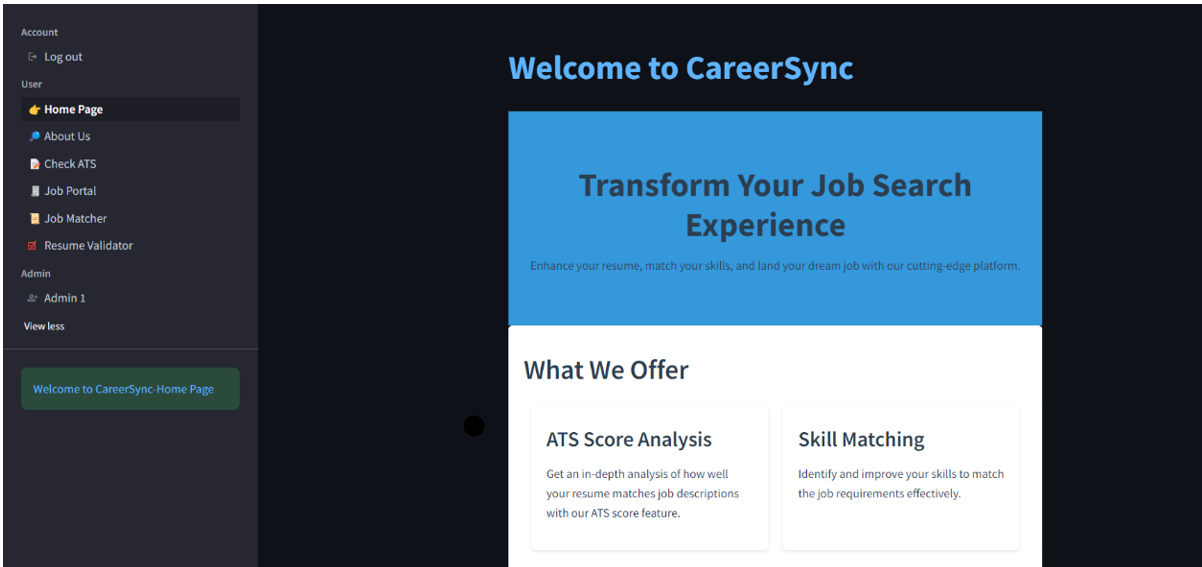 Account
Log out
User
Home Page
About Us
Check ATS
Job Portal
Job Matcher
Resume Validator
Admin
Admin 1
View less
Welcome to CareerSync-Home Page
Welcome to CareerSync
Transform Your Job Search
Experience
Enhance your resume, match your skills, and land your dream job with our cutting-edge platform.
What We Offer
ATS Score Analysis
Get an in-depth analysis of how well
your resume matches job descriptions
with our ATS score feature.
Skill Matching
Identify and improve your skills to match
the job requirements effectively.